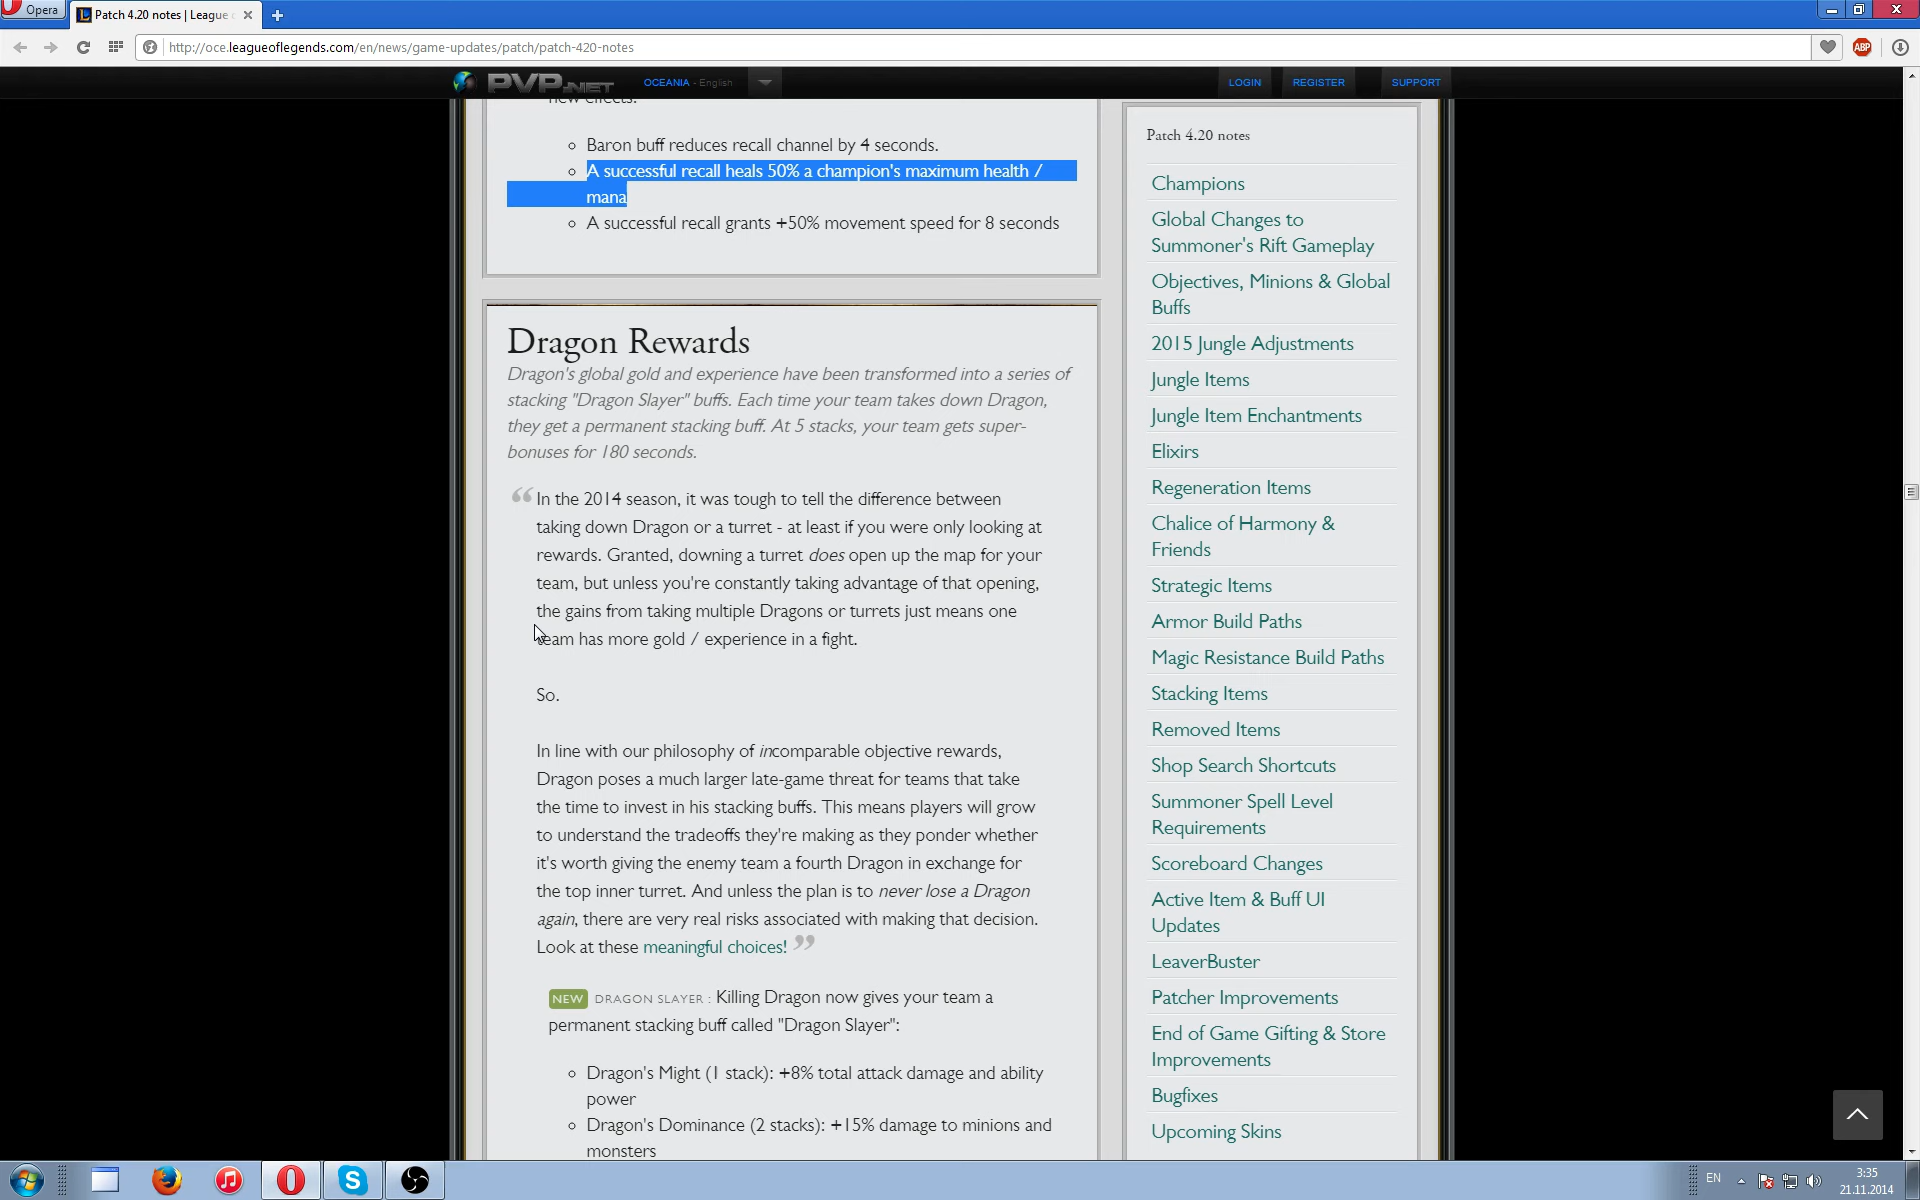 Opera
Patch 4.20 notes | League
http://oce.leagueoflegends.com/en/news/game-updates/patch/patch-420-notes
ABP
PVP.NET
OCEANIA - English
LOGIN
REGISTER
SUPPORT
new effects:
Baron buff reduces recall channel by 4 seconds.
A successful recall heals 50% a champion's maximum health /
mana
A successful recall grants +50% movement speed for 8 seconds
Dragon Rewards
Dragon's global gold and experience have been transformed into a series of
stacking "Dragon Slayer" buffs. Each time your team takes down Dragon,
they get a permanent stacking buff. At 5 stacks, your team gets super-
bonuses for 180 seconds.
“ In the 2014 season, it was tough to tell the difference between
taking down Dragon or a turret - at least if you were only looking at
rewards. Granted, downing a turret does open up the map for your
team, but unless you're constantly taking advantage of that opening,
the gains from taking multiple Dragons or turrets just means one
team has more gold / experience in a fight.
So.
In line with our philosophy of incomparable objective rewards,
Dragon poses a much larger late-game threat for teams that take
the time to invest in his stacking buffs. This means players will grow
to understand the tradeoffs they're making as they ponder whether
it's worth giving the enemy team a fourth Dragon in exchange for
the top inner turret. And unless the plan is to never lose a Dragon
again, there are very real risks associated with making that decision.
Look at these meaningful choices! ”
NEW DRAGON SLAYER : Killing Dragon now gives your team a
permanent stacking buff called "Dragon Slayer":
Dragon's Might (1 stack): +8% total attack damage and ability
power
Dragon's Dominance (2 stacks): +15% damage to minions and
monsters
Patch 4.20 notes
Champions
Global Changes to
Summoner's Rift Gameplay
Objectives, Minions & Global
Buffs
2015 Jungle Adjustments
Jungle Items
Jungle Item Enchantments
Elixirs
Regeneration Items
Chalice of Harmony &
Friends
Strategic Items
Armor Build Paths
Magic Resistance Build Paths
Stacking Items
Removed Items
Shop Search Shortcuts
Summoner Spell Level
Requirements
Scoreboard Changes
Active Item & Buff UI
Updates
LeaverBuster
Patcher Improvements
End of Game Gifting & Store
Improvements
Bugfixes
Upcoming Skins
EN
3:35
21.11.2014